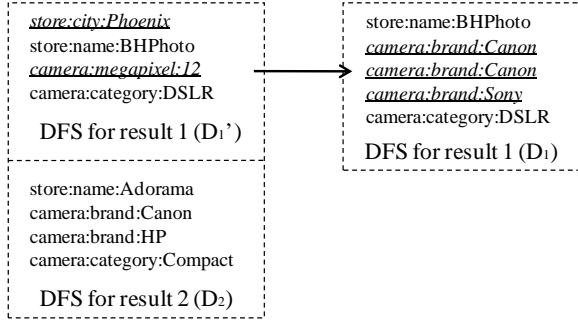 store:city:Phoenix
store:name:BHPhoto
camera:megapixel:12
camera:category:DSLR
DFS for result 1 (D1’)
store:name:Adorama
camera:brand:Canon
camera:brand:HP
camera:category:Compact
DFS for result 2 (D2)
store:name:BHPhoto
camera:brand:Canon
camera:brand:Canon
camera:brand:Sony
camera:category:DSLR
DFS for result 1 (D1)